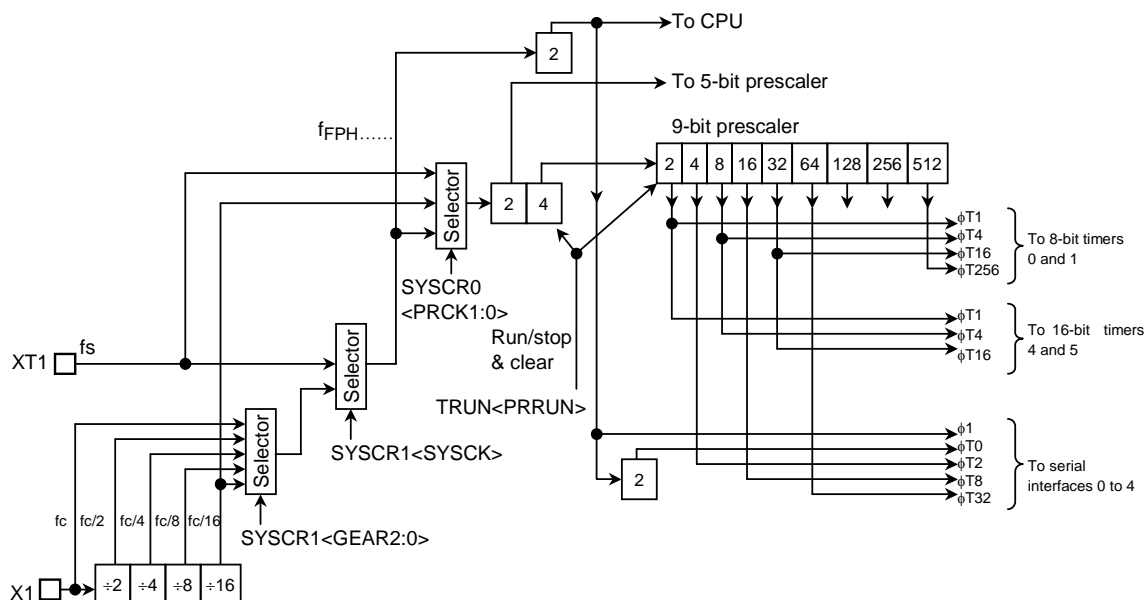 To CPU
2
To 5-bit prescaler
fFPH......
9-bit prescaler
2 4 8 16 32 64 128 256 512
Selector
2 4
ϕT1
ϕT4
ϕT16
ϕT256
To 8-bit timers
0 and 1
SYSCR0
<PRCK1:0>
ϕT1
ϕT4
ϕT16
To 16-bit timers
4 and 5
Run/stop
& clear
XT1
fs
Selector
TRUN<PRRUN>
Selector
SYSCR1<SYSCK>
2
ϕ1
ϕT0
ϕT2
ϕT8
ϕT32
To serial
interfaces 0 to 4
fc fc/2 fc/4 fc/8 fc/16
SYSCR1<GEAR2:0>
X1
÷2 ÷4 ÷8 ÷16